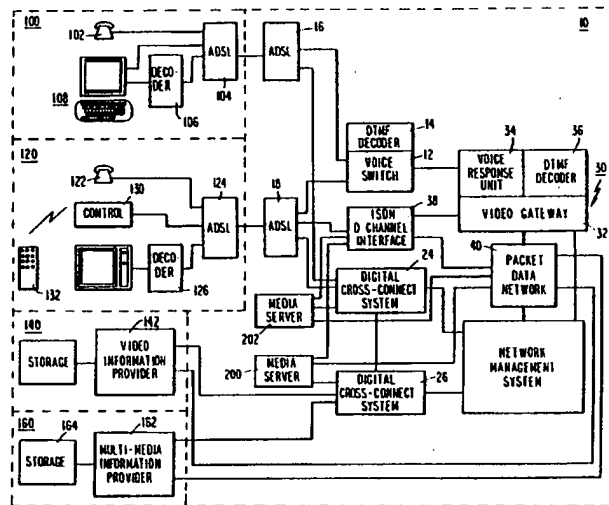 100
102
ADSL
104
DECO-
DER
106
108
16
ADSL
10
DTMF
DECODER
14
VOICE
SWITCH
12
34
VOICE
RESPONSE
UNIT
36
DTMF
DECODER
30
VIDEO GATEWAY
32
120
122
130
CONTROL
132
124
ADSL
DECO-
DER
126
18
ADSL
38
ISDN
D CHANNEL
INTERFACE
24
DIGITAL
CROSS-CONNECT
SYSTEM
40
PACKET
DATA
NETWORK
MEDIA
SERVER
202
MEDIA
SERVER
200
DIGITAL
CROSS-CONNECT
SYSTEM
26
NETWORK
MANAGEMENT
SYSTEM
140
142
STORAGE
VIDEO
INFORMATION
PROVIDER
160
164
162
STORAGE
MULTI-MEDIA
INFORMATION
PROVIDER